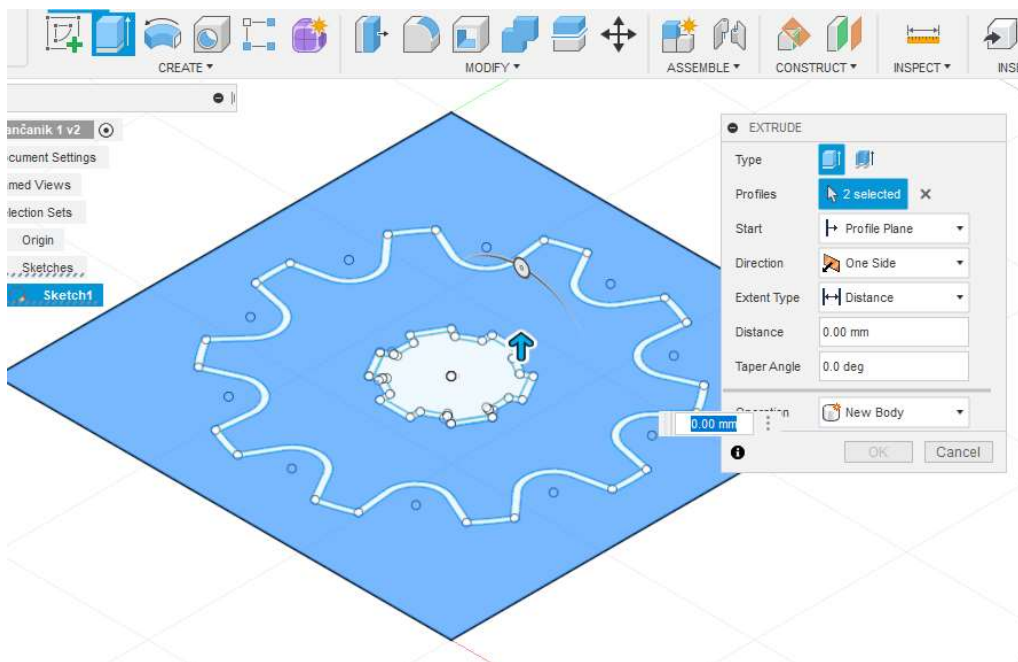 CREATE ▾
MODIFY ▾
ASSEMBLE ▾
CONSTRUCT ▾
INSPECT ▾
EXTRUDE
ančanik 1 v2
Type
cument Settings
Profiles
2 selected
med Views
Start
Profile Plane
lection Sets
Direction
One Side
Origin
Sketches
Extent Type
Distance
Sketch1
Distance
0.00 mm
Taper Angle
0.0 deg
Operation
New Body
0.00 mm
OK
Cancel